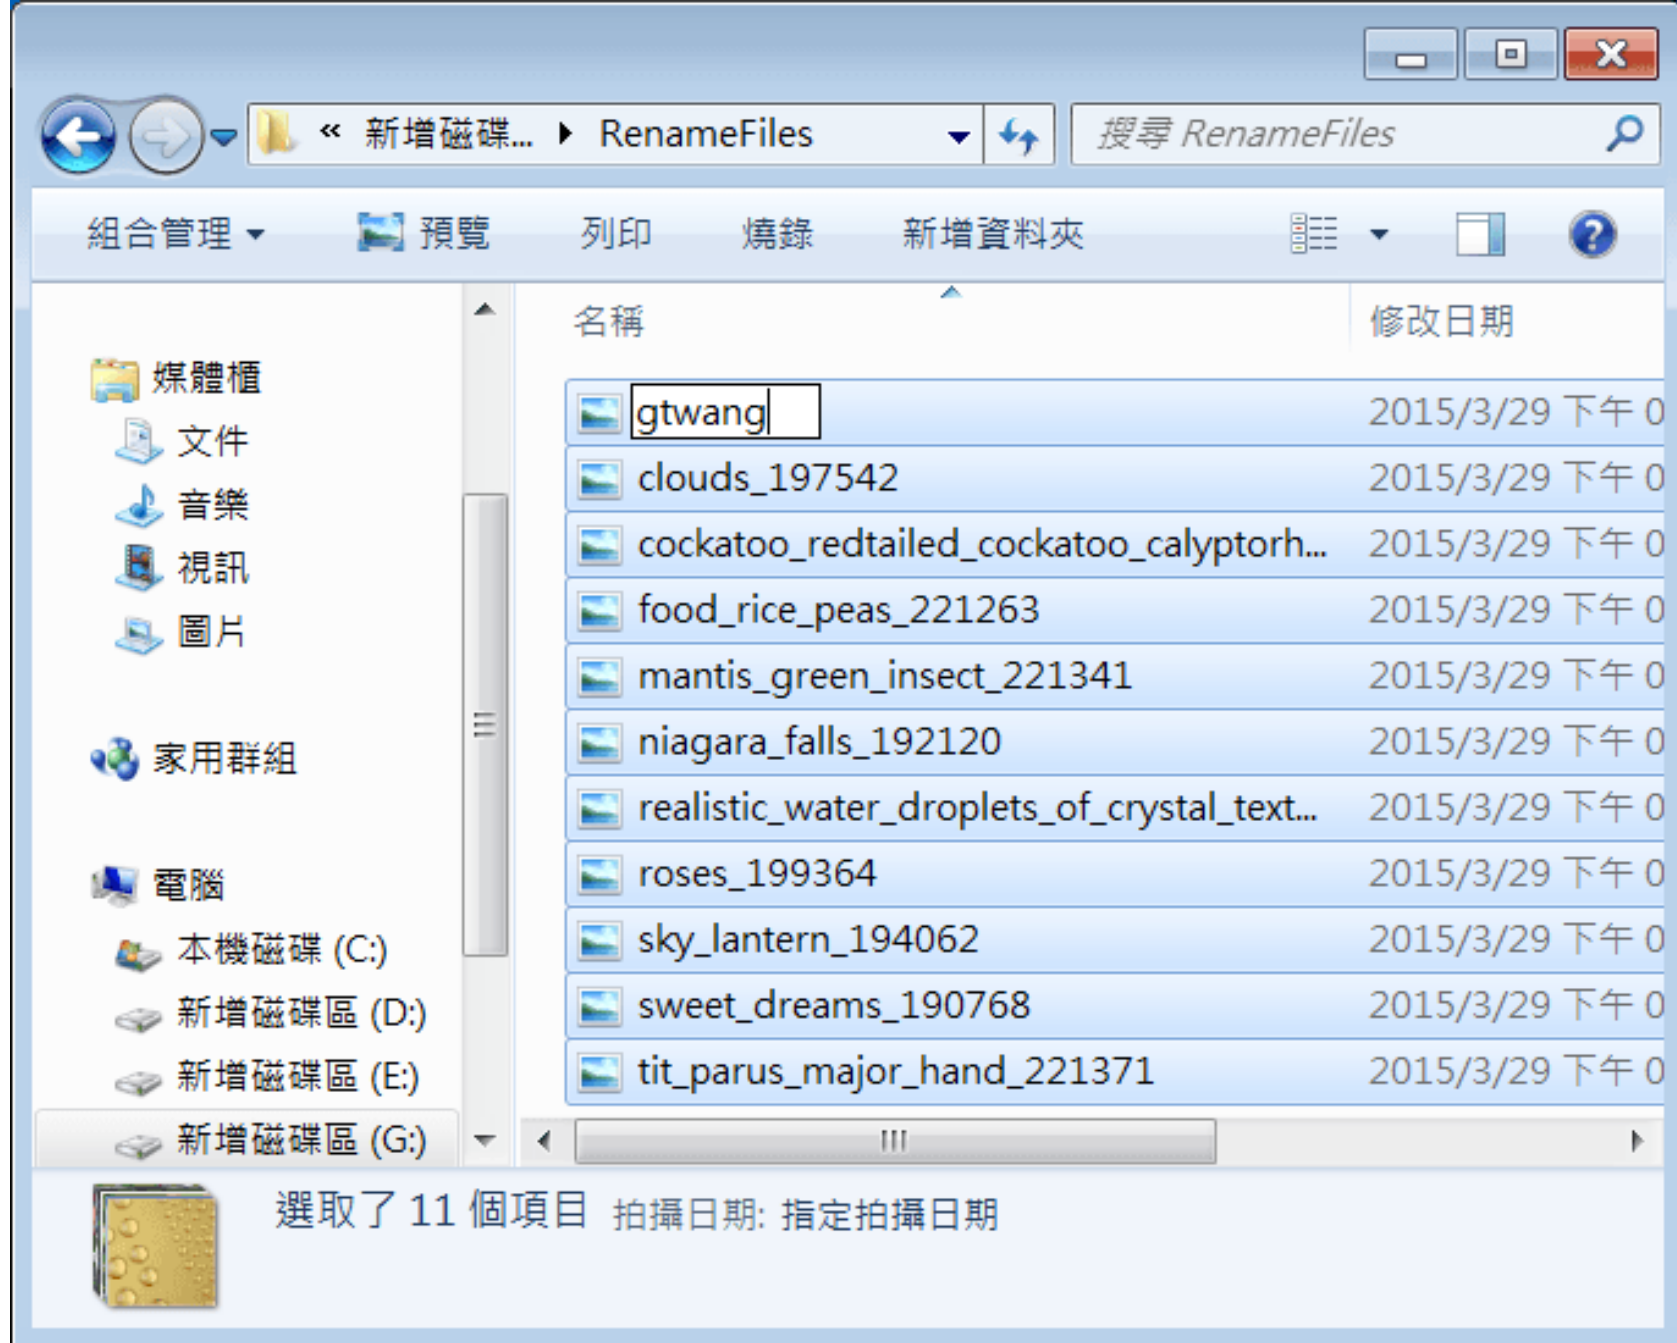 « 新增磁碟... ▸ RenameFiles
搜尋 RenameFiles
組合管理 預覽 列印 燒錄 新增資料夾
名稱 修改日期
媒體櫃
文件
音樂
視訊
圖片
家用群組
電腦
本機磁碟 (C:)
新增磁碟區 (D:)
新增磁碟區 (E:)
新增磁碟區 (G:)
gtwang 2015/3/29 下午 0
clouds_197542 2015/3/29 下午 0
cockatoo_redtailed_cockatoo_calyptorh... 2015/3/29 下午 0
food_rice_peas_221263 2015/3/29 下午 0
mantis_green_insect_221341 2015/3/29 下午 0
niagara_falls_192120 2015/3/29 下午 0
realistic_water_droplets_of_crystal_text... 2015/3/29 下午 0
roses_199364 2015/3/29 下午 0
sky_lantern_194062 2015/3/29 下午 0
sweet_dreams_190768 2015/3/29 下午 0
tit_parus_major_hand_221371 2015/3/29 下午 0
選取了 11 個項目 拍攝日期: 指定拍攝日期